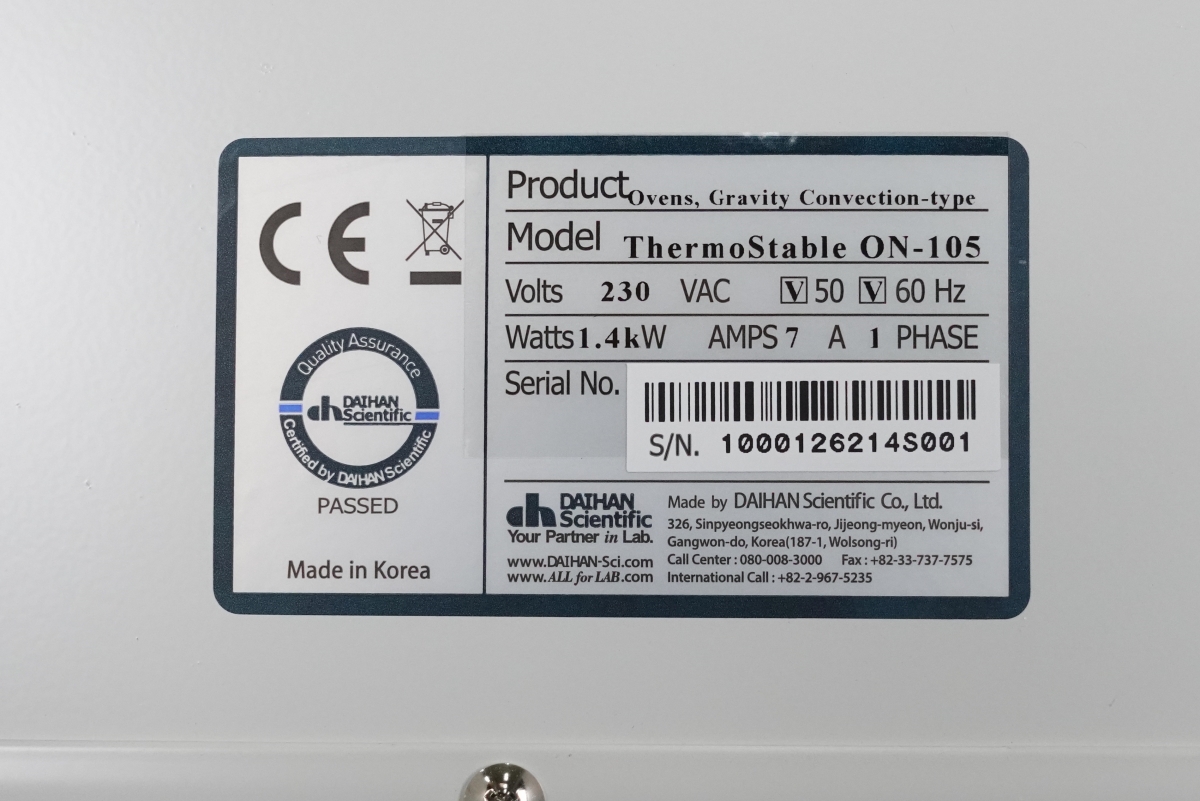 CE
Quality Assurance
DAIHAN
Scientific
Certified by DAIHAN Scientific
PASSED
Made in Korea
Product Ovens, Gravity Convection-type
Model ThermoStable ON-105
Volts 230 VAC V 50 V 60 Hz
Watts 1.4kW AMPS 7 A 1 PHASE
Serial No.
S/N. 1000126214S001
dh DAIHAN
Scientific
Your Partner in Lab.
www.DAIHAN-Sci.com
www.ALL for LAB.com
Made by DAIHAN Scientific Co., Ltd.
326, Sinpyeongseokhwa-ro, Jijeong-myeon, Wonju-si,
Gangwon-do, Korea(187-1, Wolsong-ri)
Call Center : 080-008-3000 Fax : +82-33-737-7575
International Call : +82-2-967-5235